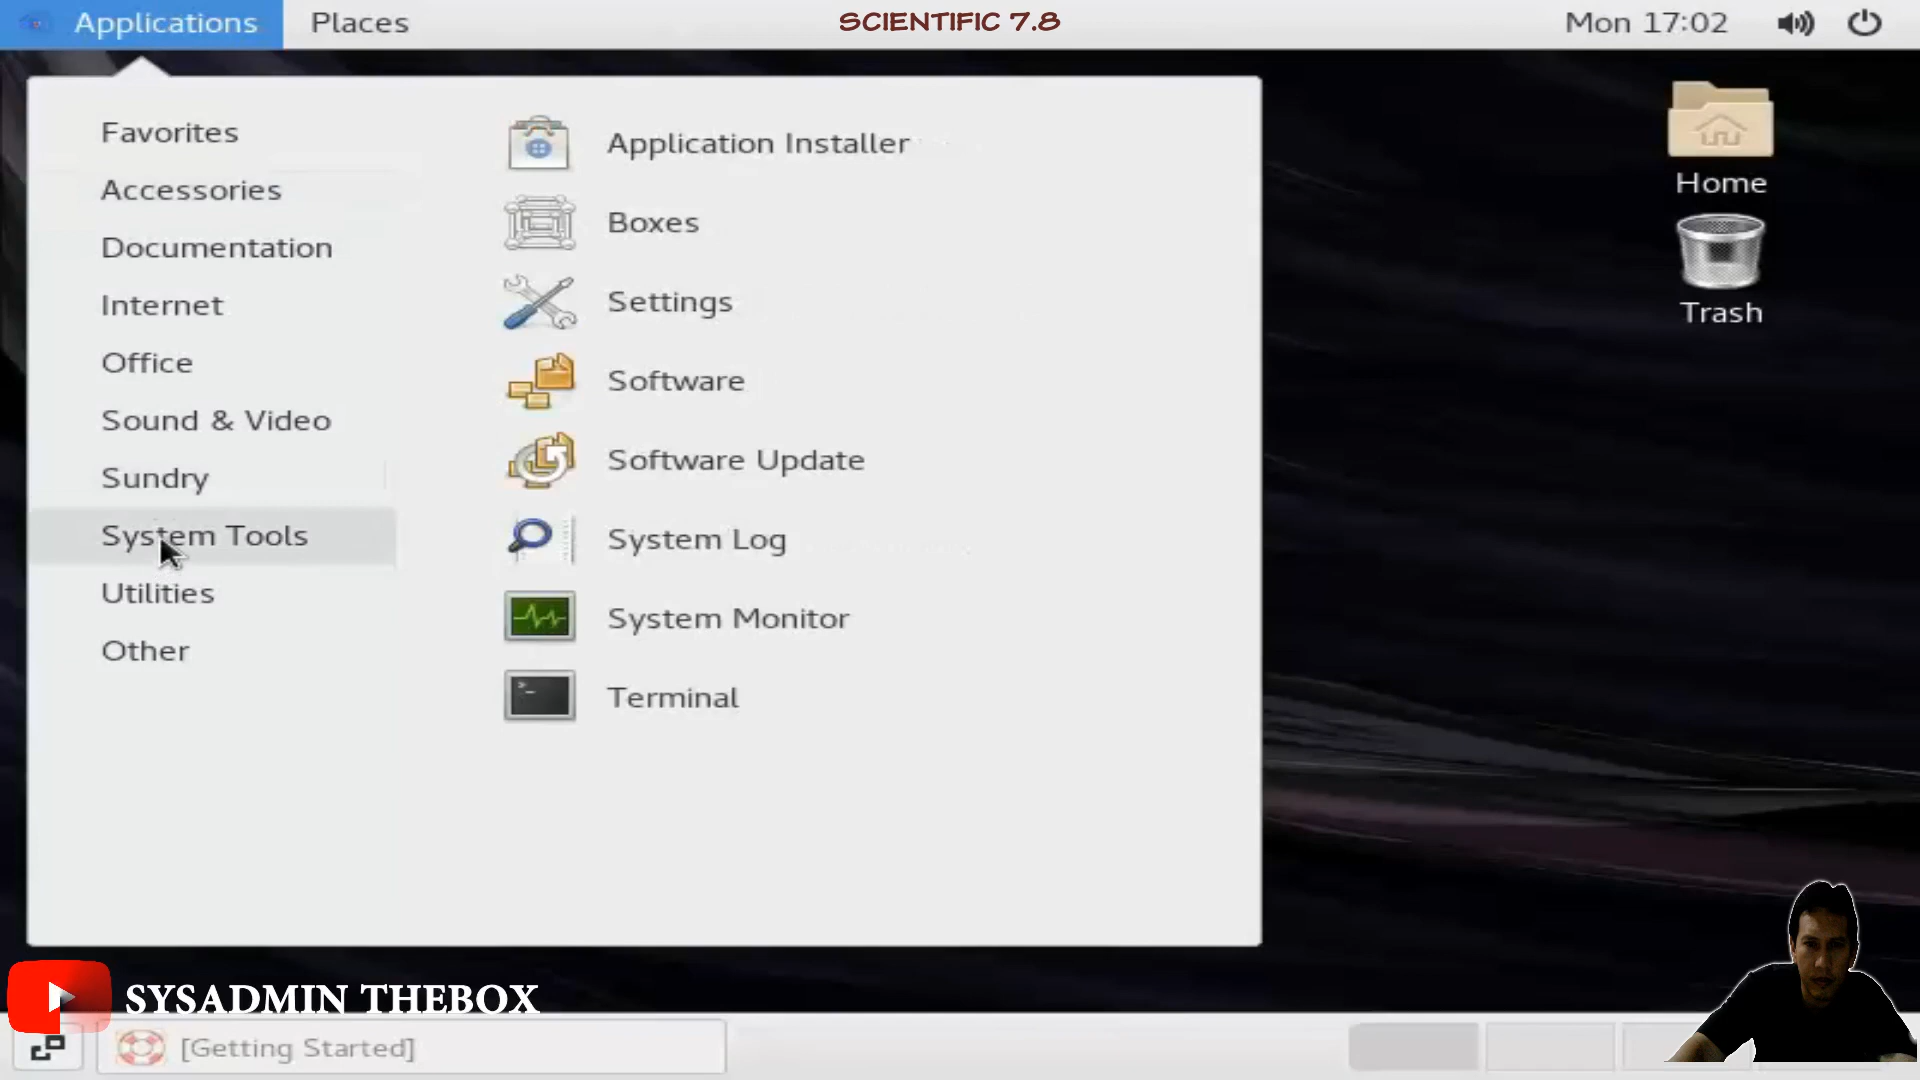 Applications Places SCIENTIFIC 7.8 Mon 17:02
Favorites
Accessories
Documentation
Internet
Office
Sound & Video
Sundry
System Tools
Utilities
Other
Application Installer
Boxes
Settings
Software
Software Update
System Log
System Monitor
Terminal
Home
Trash
SYSADMIN THEBOX
[Getting Started]